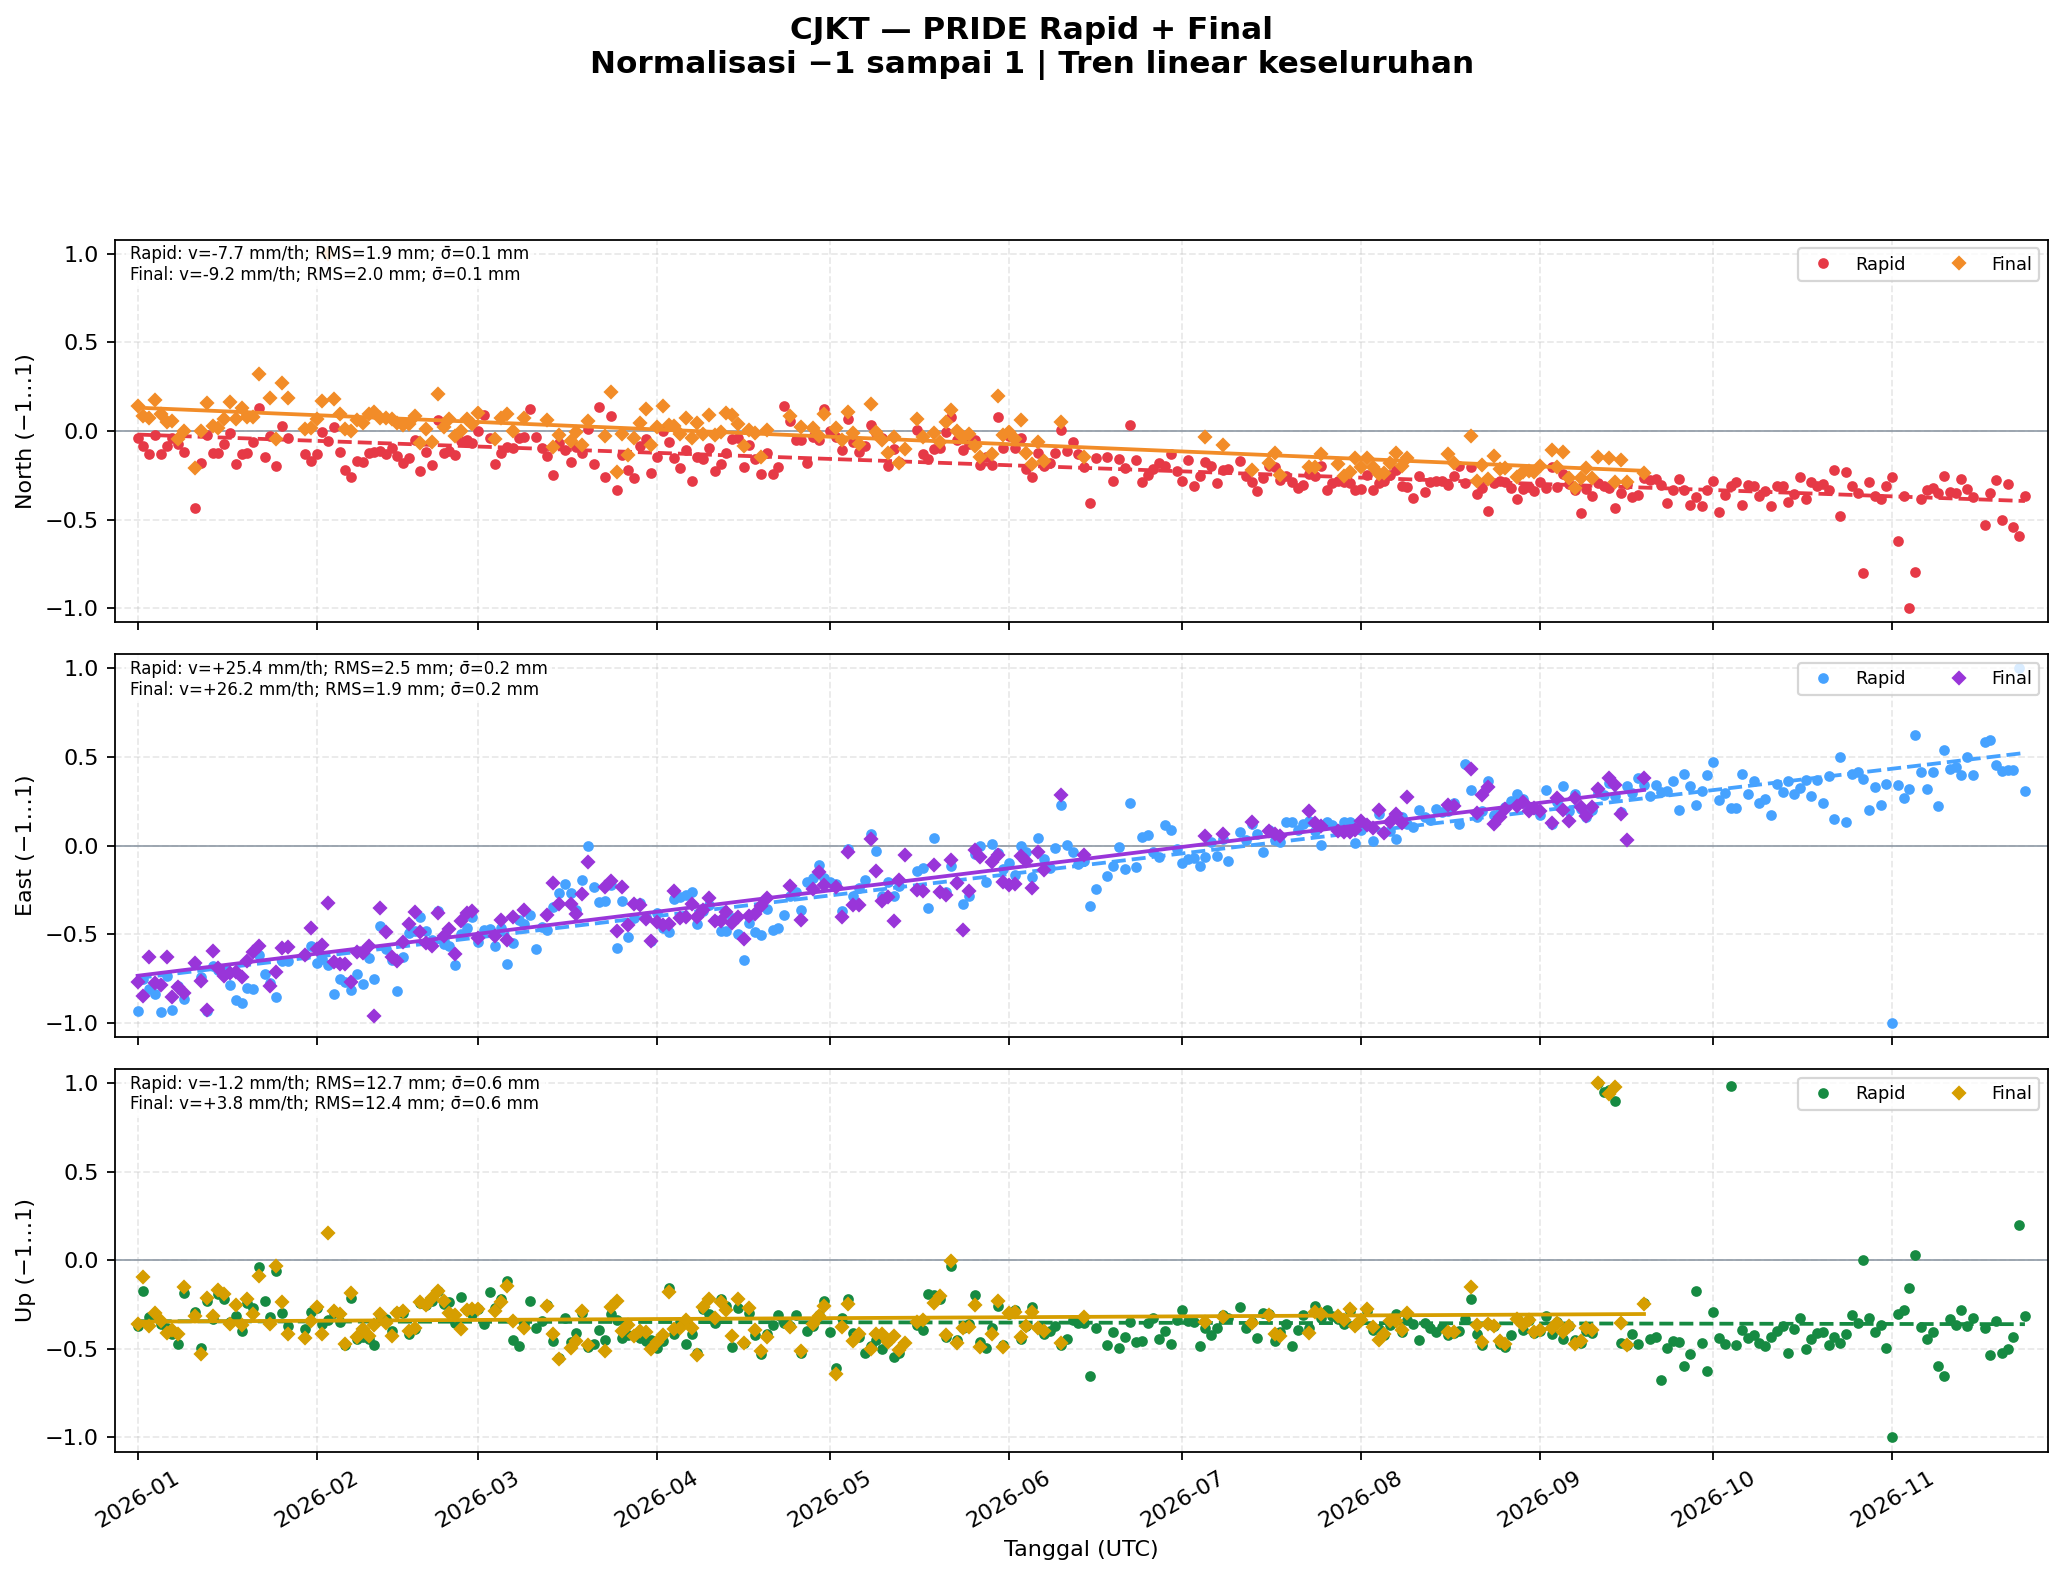 CJKT — PRIDE Rapid + Final
Normalisasi −1 sampai 1 | Tren linear keseluruhan
1.0
0.5
0.0
−0.5
−1.0
North (−1…1)
Rapid: v=-7.7 mm/th; RMS=1.9 mm; σ̄=0.1 mm
Final: v=-9.2 mm/th; RMS=2.0 mm; σ̄=0.1 mm
Rapid
Final
1.0
0.5
0.0
−0.5
−1.0
East (−1…1)
Rapid: v=+25.4 mm/th; RMS=2.5 mm; σ̄=0.2 mm
Final: v=+26.2 mm/th; RMS=1.9 mm; σ̄=0.2 mm
Rapid
Final
1.0
0.5
0.0
−0.5
−1.0
Up (−1…1)
Rapid: v=-1.2 mm/th; RMS=12.7 mm; σ̄=0.6 mm
Final: v=+3.8 mm/th; RMS=12.4 mm; σ̄=0.6 mm
Rapid
Final
2026-01
2026-02
2026-03
2026-04
2026-05
2026-06
2026-07
2026-08
2026-09
2026-10
2026-11
Tanggal (UTC)